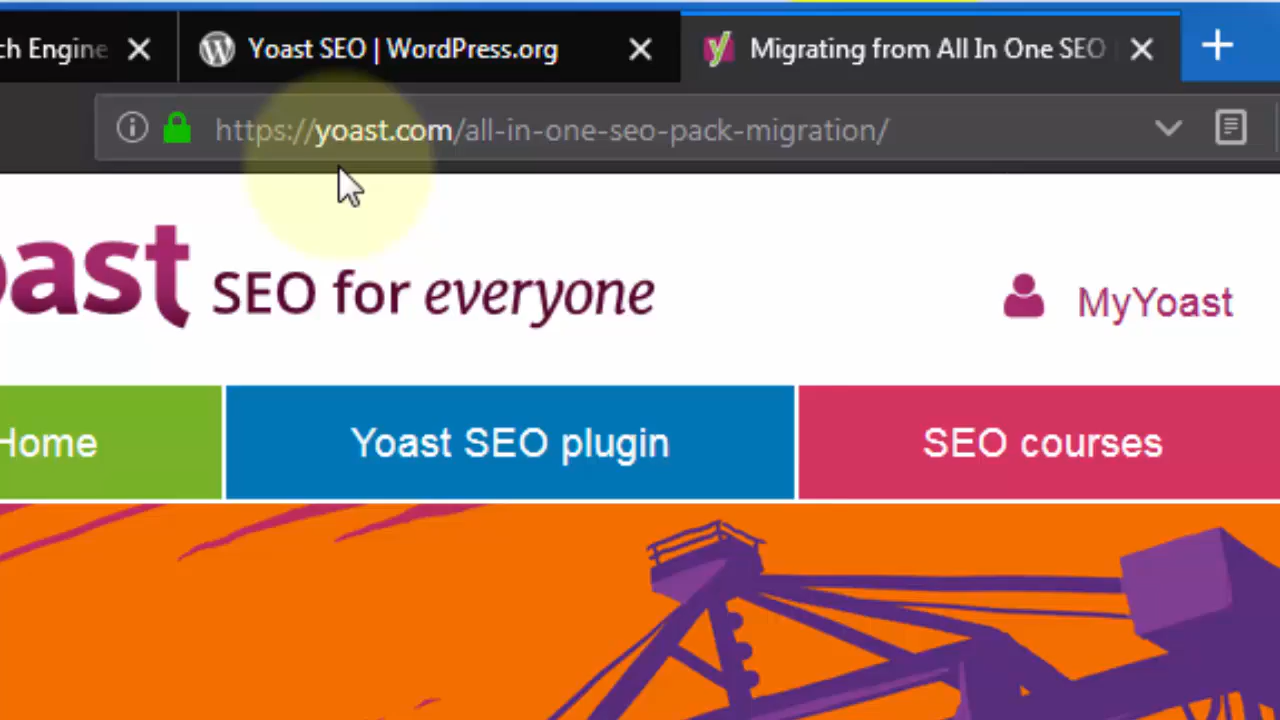 ch Engine
Yoast SEO | WordPress.org
Migrating from All In One SEO
https://yoast.com/all-in-one-seo-pack-migration/
oast SEO for everyone
MyYoast
Home
Yoast SEO plugin
SEO courses